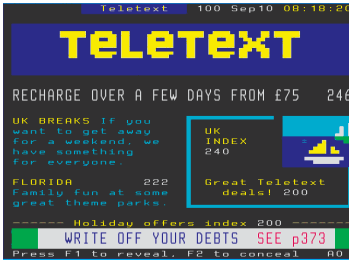 Teletext 100 Sep10 08:18:20
TELETEXT
RECHARGE OVER A FEW DAYS FROM £75 246
UK BREAKS If you
want to get away
for a weekend, we
have something
for everyone.
UK
INDEX
240
FLORIDA 222
Family fun at some
great theme parks.
Great Teletext
deals! 200
Holiday offers index 200
WRITE OFF YOUR DEBTS SEE p373
Press F1 to reveal, F2 to conceal